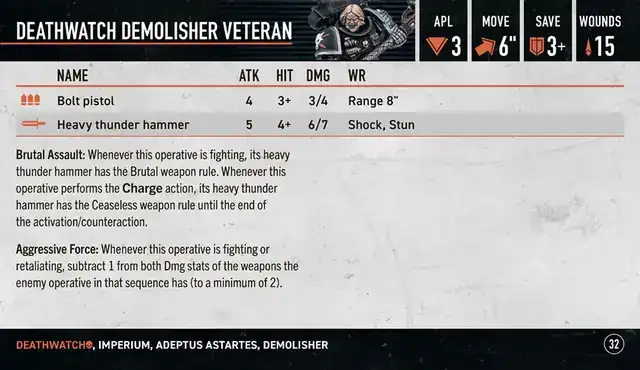 DEATHWATCH DEMOLISHER VETERAN
APL
3
MOVE
6"
SAVE
3+
WOUNDS
15
NAME ATK HIT DMG WR
Bolt pistol 4 3+ 3/4 Range 8"
Heavy thunder hammer 5 4+ 6/7 Shock, Stun
Brutal Assault: Whenever this operative is fighting, its heavy
thunder hammer has the Brutal weapon rule. Whenever this
operative performs the Charge action, its heavy thunder
hammer has the Ceaseless weapon rule until the end of
the activation/counteraction.
Aggressive Force: Whenever this operative is fighting or
retaliating, subtract 1 from both Dmg stats of the weapons the
enemy operative in that sequence has (to a minimum of 2).
DEATHWATCH, IMPERIUM, ADEPTUS ASTARTES, DEMOLISHER
32